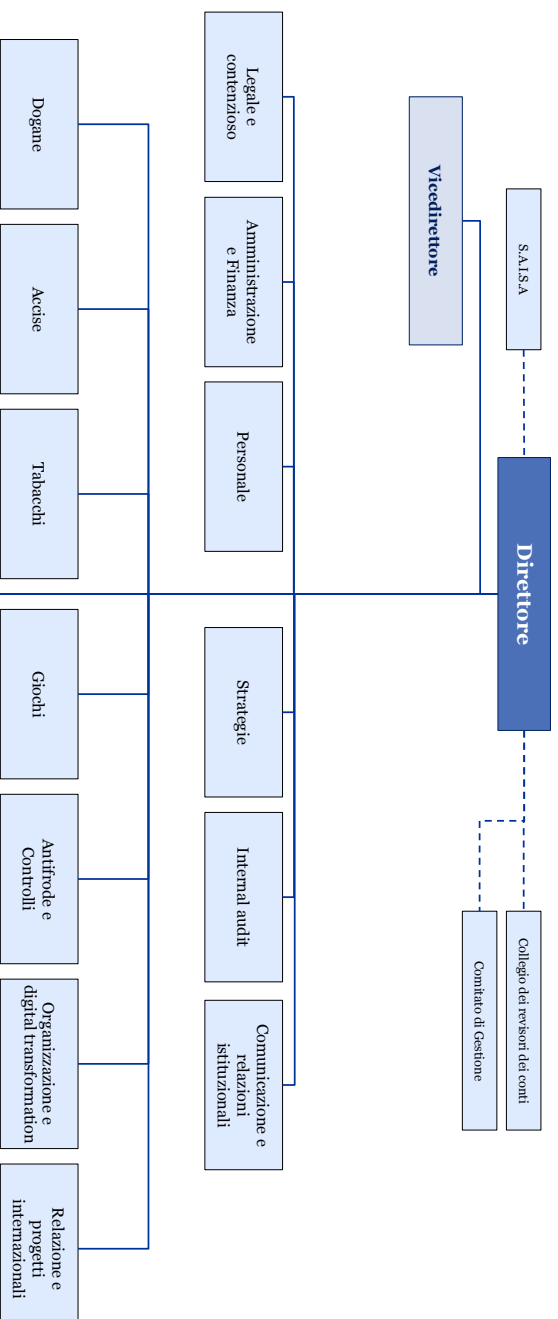 S.A.I.S.A
Direttore
Collegio dei revisori dei conti
Comitato di Gestione
Vicedirettore
Legale e
contenzioso
Amministrazione
e Finanza
Personale
Strategie
Internal audit
Comunicazione e
relazioni
istituzionali
Dogane
Accise
Tabacchi
Giochi
Antifrode e
Controlli
Organizzazione e
digital transformation
Relazione e
progetti
internazionali